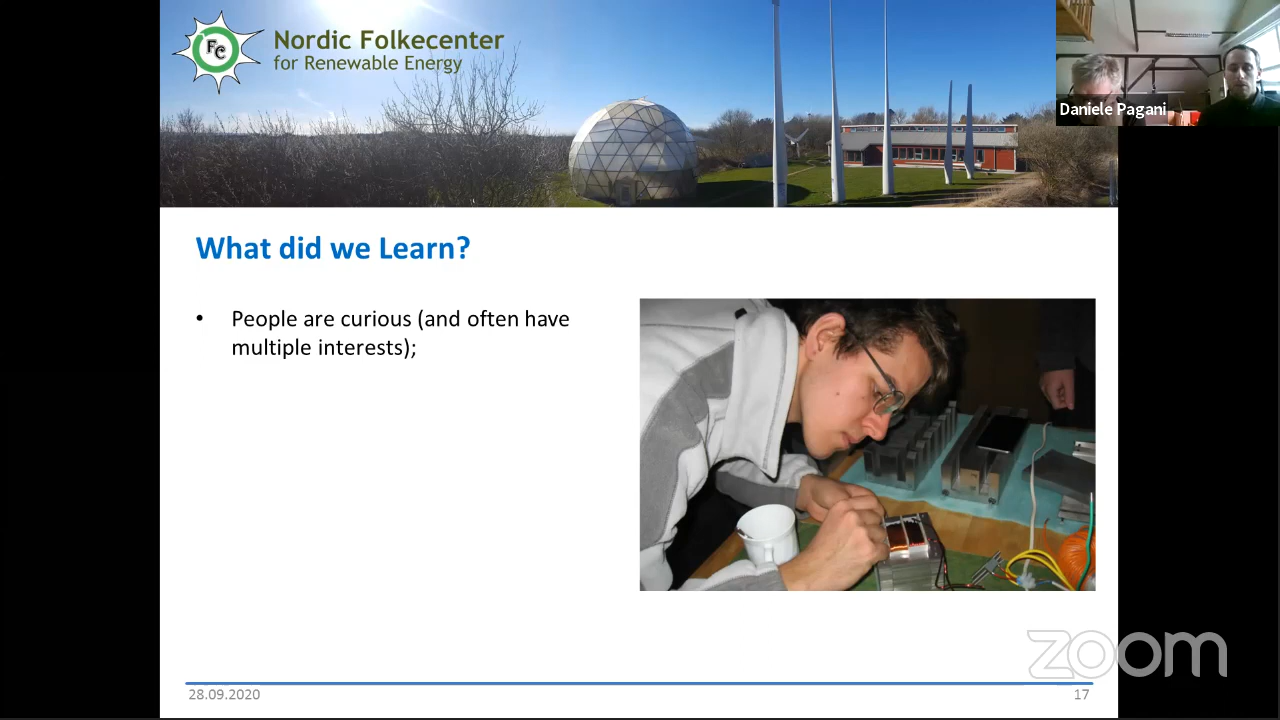 FC
Nordic Folkecenter
for Renewable Energy
Daniele Pagani
What did we Learn?
• People are curious (and often have
multiple interests);
zoom
28.09.2020
17